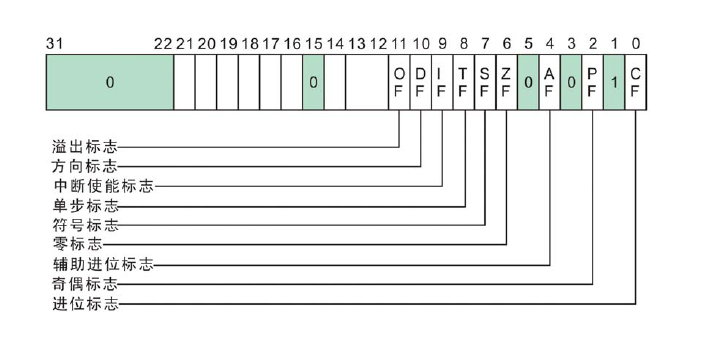 31 22 21 20 19 18 17 16 15 14 13 12 11 10 9 8 7 6 5 4 3 2 1 0
0 0 OF DF IF TF SF ZF 0 AF 0 PF 1 CF
溢出标志
方向标志
中断使能标志
单步标志
符号标志
零标志
辅助进位标志
奇偶标志
进位标志